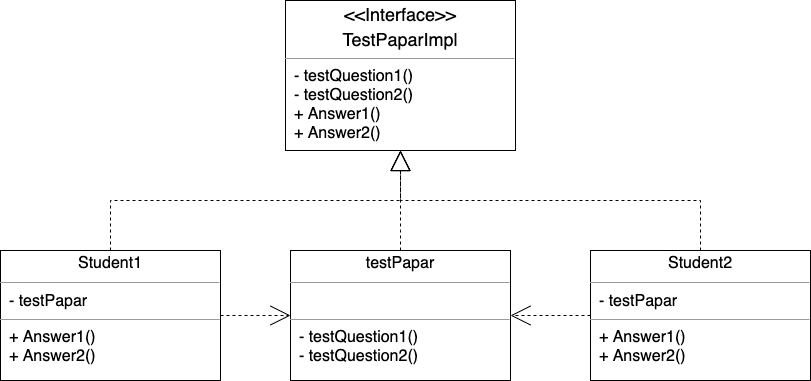 <<Interface>>
TestPaparImpl
- testQuestion1()
- testQuestion2()
+ Answer1()
+ Answer2()
Student1
- testPapar
+ Answer1()
+ Answer2()
testPapar
- testQuestion1()
- testQuestion2()
Student2
- testPapar
+ Answer1()
+ Answer2()